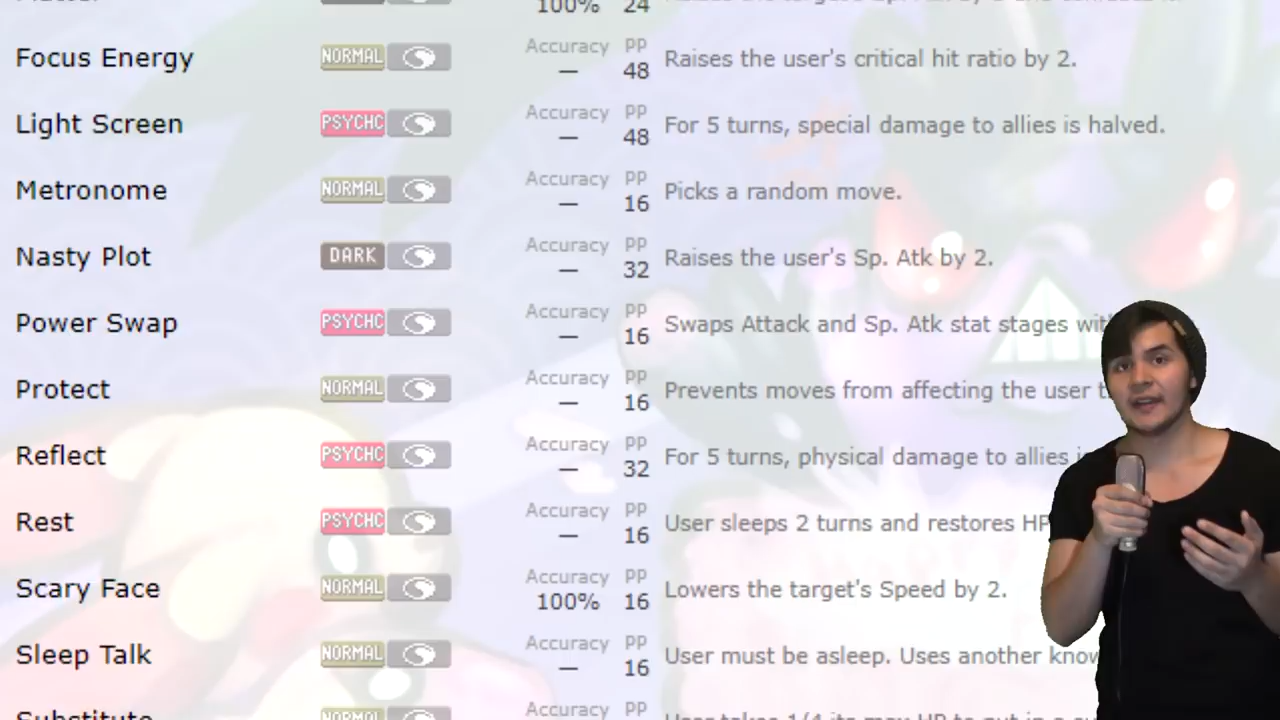 100% 24
Focus Energy NORMAL Accuracy — PP 48 Raises the user's critical hit ratio by 2.
Light Screen PSYCHC Accuracy — PP 48 For 5 turns, special damage to allies is halved.
Metronome NORMAL Accuracy — PP 16 Picks a random move.
Nasty Plot DARK Accuracy — PP 32 Raises the user's Sp. Atk by 2.
Power Swap PSYCHC Accuracy — PP 16 Swaps Attack and Sp. Atk stat stages
Protect NORMAL Accuracy — PP 16 Prevents moves from affecting the user
Reflect PSYCHC Accuracy — PP 32 For 5 turns, physical damage to allies
Rest PSYCHC Accuracy — PP 16 User sleeps 2 turns and restores HP
Scary Face NORMAL Accuracy 100% PP 16 Lowers the target's Speed by 2.
Sleep Talk NORMAL Accuracy — PP 16 User must be asleep. Uses another
Substitute NORMAL Accuracy PP